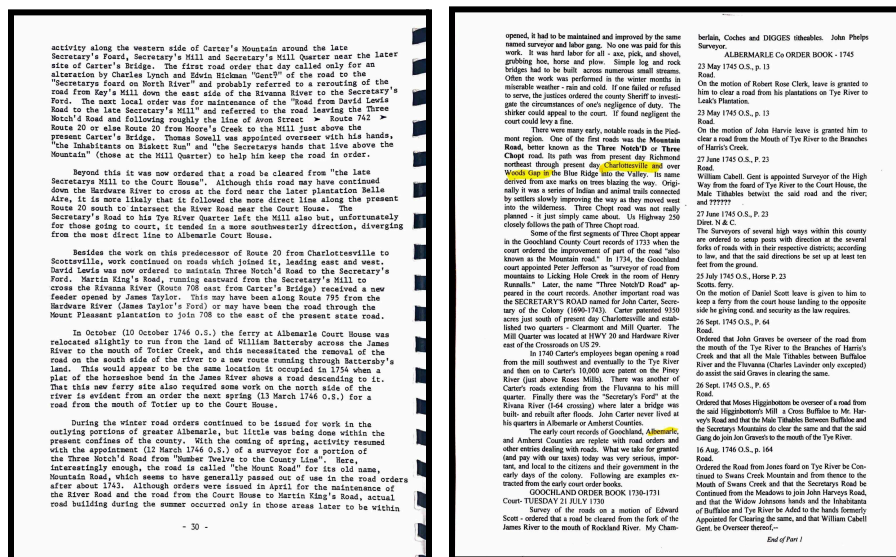 activity along the western side of Carter's Mountain around the late
Secretary's Foard, Secretary's Mill and Secretary's Mill Quarter near the later
site of Carter's Bridge. The first road order that day called only for an
alteration by Charles Lynch and Edwin Hickman "Gent?" of the road to the
"Secretarys foard on North River" and probably referred to a rerouting of the
road from Key's Mill down the east side of the Rivanna River to the Secretary's
Ford. The next local order was for maintenance of the "Road from David Lewis
Road to the late Secretary's Mill" and referred to the road leaving the Three
Notch'd Road and following roughly the line of Avon Street ➤ Route 742 ➤
Route 20 or else Route 20 from Moore's Creek to the Mill just above the
present Carter's Bridge. Thomas Sowell was appointed overseer with his hands,
"the Inhabitants on Biskett Run" and "the Secretarys hands that live above the
Mountain" (those at the Mill Quarter) to help him keep the road in order.
Beyond this it was now ordered that a road be cleared from "the late
Secretarys Mill to the Court House". Although this road may have continued
down the Hardware River to cross at the ford near the later plantation Belle
Aire, it is more likely that it followed the more direct line along the present
Route 20 south to intersect the River Road near the Court House. The
Secretary's Road to his Tye River Quarter left the Mill also but, unfortunately
for those going to court, it tended in a more southwesterly direction, diverging
from the most direct line to Albemarle Court House.
Besides the work on this predecessor of Route 20 from Charlottesville to
Scottsville, work continued on roads which joined it, leading east and west.
David Lewis was now ordered to maintain Three Notch'd Road to the Secretary's
Ford. Martin King's Road, running eastward from the Secretary's Mill to
cross the Rivanna River (Route 708 east from Carter's Bridge) received a new
feeder opened by James Taylor. This may have been along Route 795 from the
Hardware River (James Taylor's Ford) or may have been the road through the
Mount Pleasant plantation to join 708 to the east of the present state road.
In October (10 October 1746 O.S.) the ferry at Albemarle Court House was
relocated slightly to run from the land of William Battersby across the James
River to the mouth of Totier Creek, and this necessitated the removal of the
road on the south side of the river to a new route running through Battersby's
land. This would appear to be the same location it occupied in 1754 when a
plat of the horseshoe bend in the James River shows a road descending to it.
That this new ferry site also required some work on the north side of the
river is evident from an order the next spring (13 March 1746 O.S.) for a
road from the mouth of Totier up to the Court House.
During the winter road orders continued to be issued for work in the
outlying portions of greater Albemarle, but little was being done within the
present confines of the county. With the coming of spring, activity resumed
with the appointment (12 March 1746 O.S.) of a surveyor for a portion of
the Three Notch'd Road from "Number Twelve to the County Line". Here,
interestingly enough, the road is called "the Mount Road" for its old name,
Mountain Road, which seems to have generally passed out of use in the road orders
after about 1743. Although orders were issued in April for the maintenance of
the River Road and the road from the Court House to Martin King's Road, actual
road building during the summer occurred only in those areas later to be within
- 30 -
opened, it had to be maintained and improved by the same
named surveyor and labor gang. No one was paid for this
work. It was hard labor for all - axe, pick, and shovel,
grubbing hoe, horse and plow. Simple log and rock
bridges had to be built across numerous small streams.
Often the work was performed in the winter months in
miserable weather - rain and cold. If one failed or refused
to serve, the justices ordered the county Sheriff to investi-
gate the circumstances of one's negligence of duty. The
shirker could appeal to the court. If found negligent the
court could levy a fine.
There were many early, notable roads in the Pied-
mont region. One of the first roads was the Mountain
Road, better known as the Three Notch'D or Three
Chopt road. Its path was from present day Richmond
northeast through present day Charlottesville and over
Woods Gap in the Blue Ridge into the Valley. Its name
derived from axe marks on trees blazing the way. Origi-
nally it was a series of Indian and animal trails connected
by settlers slowly improving the way as they moved west
into the wilderness. Three Chopt road was not really
planned - it just simply came about. Us Highway 250
closely follows the path of Three Chopt road.
Some of the first segments of Three Chopt appear
in the Goochland County Court records of 1733 when the
court ordered the improvement of part of the road "also
known as the Mountain road." In 1734, the Goochland
court appointed Peter Jefferson as "surveyor of road from
mountains to Licking Hole Creek in the room of Henry
Runnalls." Later, the name "Three Notch'D Road" ap-
peared in the court records. Another important road was
the SECRETARY'S ROAD named for John Carter, Secre-
tary of the Colony (1690-1743). Carter patented 9350
acres just south of present day Charlottesville and estab-
lished two quarters - Clearmont and Mill Quarter. The
Mill Quarter was located at HWY 20 and Hardware River
east of the Crossroads on US 29.
In 1740 Carter's employees began opening a road
from the mill southwest and eventually to the Tye River
and then on to Carter's 10,000 acre patent on the Piney
River (just above Roses Mills). There was another of
Carter's roads extending from the Fluvanna to his mill
quarter. Finally there was the "Secretary's Ford" at the
Rivana River (I-64 crossing) where later a bridge was
built- and rebuilt after floods. John Carter never lived at
his quarters in Albemarle or Amherst Counties.
The early court records of Goochland, Albemarle,
and Amherst Counties are replete with road orders and
other entries dealing with roads. What we take for granted
(and pay with our taxes) today was very serious, impor-
tant, and local to the citizens and their government in the
early days of the colony. Following are examples ex-
tracted from the early court order books.
GOOCHLAND ORDER BOOK 1730-1731
Court- TUESDAY 21 JULY 1730
Survey of the roads on a motion of Edward
Scott - ordered that a road be cleared from the fork of the
James River to the mouth of Rockland River. My Cham-
berlain, Coches and DIGGES titheables. John Phelps
Surveyor.
ALBERMARLE Co ORDER BOOK - 1745
23 May 1745 O.S., p. 13
Road.
On the motion of Robert Rose Clerk, leave is granted to
him to clear a road from his plantations on Tye River to
Leak's Plantation.
23 May 1745 O.S., p. 13
Road.
On the motion of John Harvie leave is granted him to
clear a road from the Mouth of Tye River to the Branches
of Harris's Creek.
27 June 1745 O.S., P. 23
Road.
William Cabell. Gent is appointed Surveyor of the High
Way from the foard of Tye River to the Court House, the
Male Tithables betwixt the said road and the river;
and ??????
27 June 1745 O.S., P. 23
Diret. N & C.
The Surveyors of several high ways within this county
are ordered to setup posts with direction at the several
forks of roads with in their respective districts; according
to law, and that the said directions be set up at least ten
feet from the ground.
25 July 1745 O.S., Horse P. 23
Scotts. ferry.
On the motion of Daniel Scott leave is given to him to
keep a ferry from the court house landing to the opposite
side he giving cond. and security as the law requires.
26 Sept. 1745 O.S., P. 64
Road.
Ordered that John Graves be overseer of the road from
the mouth of the Tye River to the Branches of Harris's
Creek and that all the Male Tithables between Buffaloe
River and the Fluvanna (Charles Lavinder only excepted)
do assist the said Graves in clearing the same.
26 Sept. 1745 O.S., P. 65
Road.
Ordered that Moses Higginbottom be overseer of a road from
the said Higginbottom's Mill a Cross Buffaloe to Mr. Har-
vey's Road and that the Male Tithables Between Buffaloe and
the Secretarys Mountains do clear the same and that the said
Gang do join Jon Graves's to the mouth of the Tye River.
16 Aug. 1746 O.S., p. 164
Road.
Ordered the Road from Jones foard on Tye River be Con-
tinued to Swans Creek Mountain and from thence to the
Mouth of Swans Creek and that the Secretarys Road be
Continued from the Meadows to join John Harveys Road,
and that the Widow Johnsons hands and the Inhabitants
of Buffaloe and Tye River be Aded to the hands formerly
Appointed for Clearing the same, and that William Cabell
Gent. be Overseer thereof,--
End of Part 1